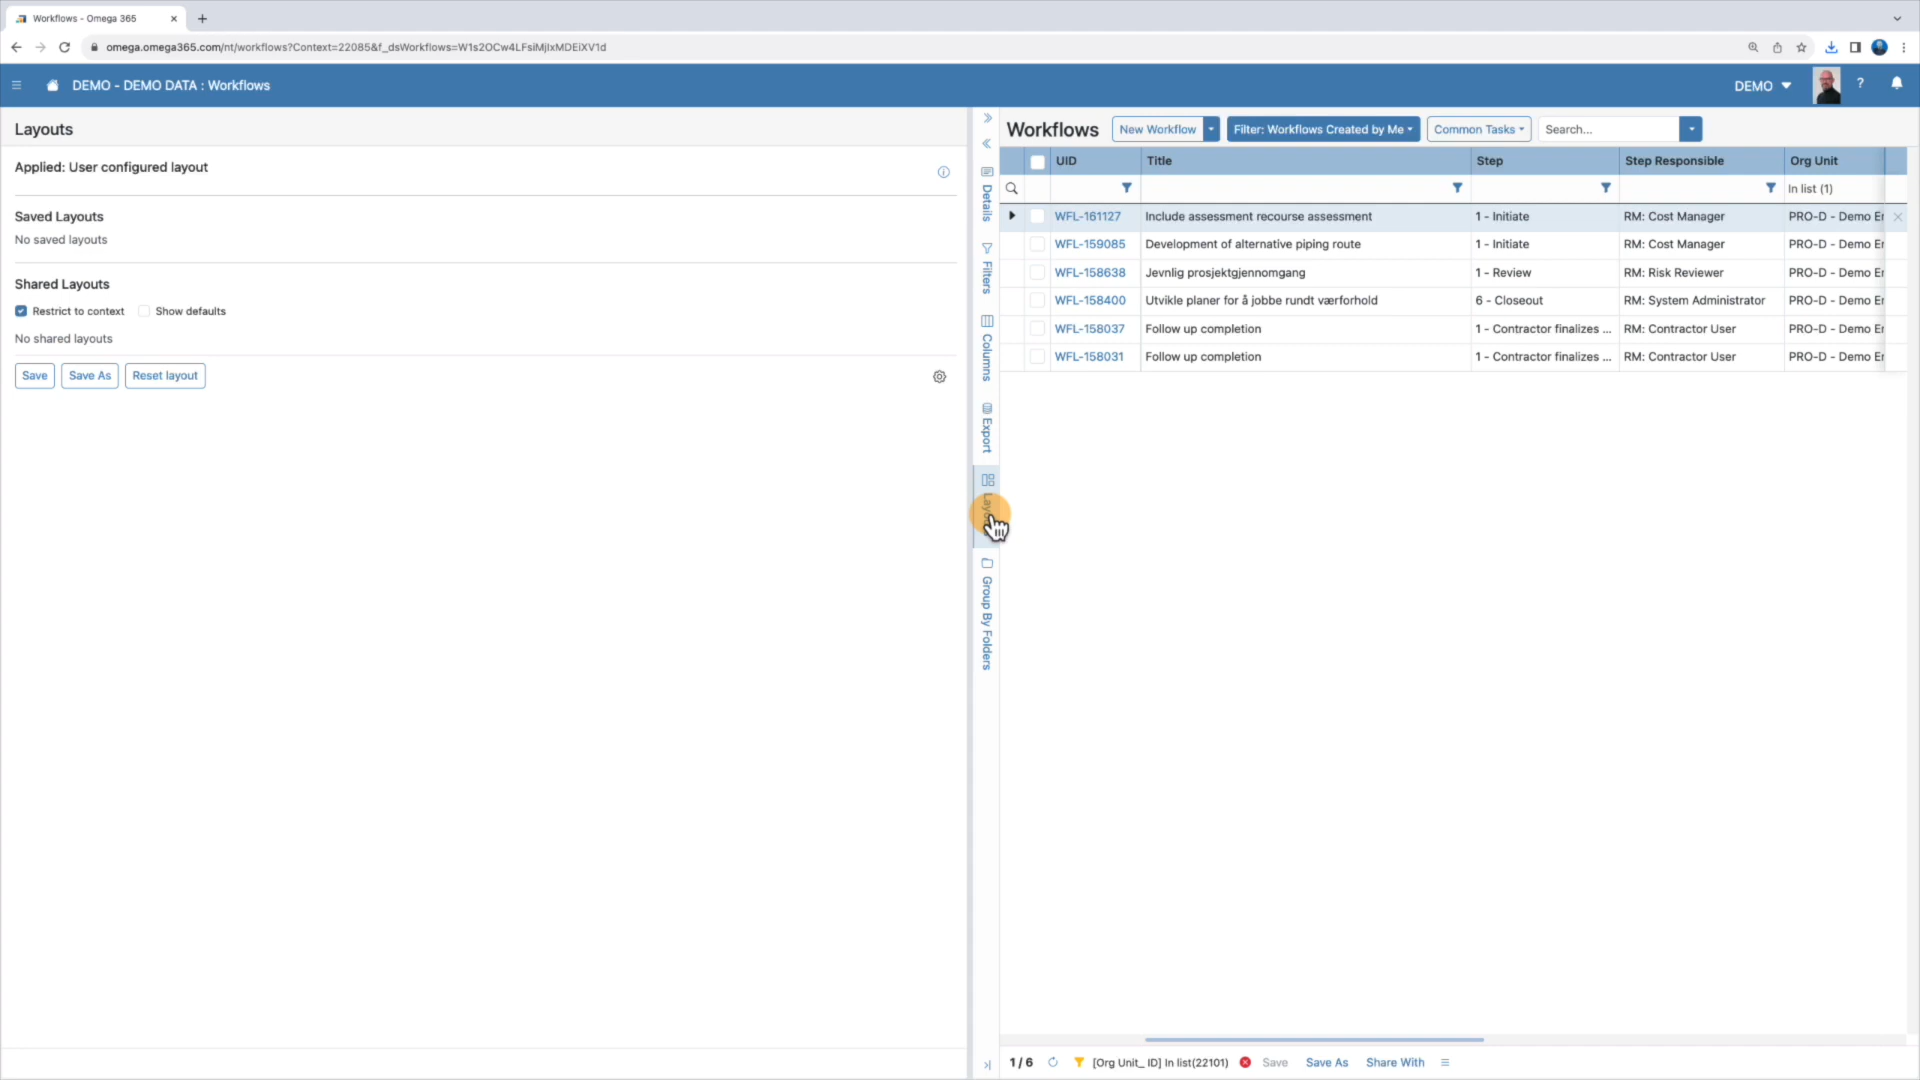 Workflows - Omega 365
omega.omega365.com/nt/workflows?Context=22085&f_dsWorkflows=W1s2OCw4LFsiMjIxMDEiXV1d
DEMO - DEMO DATA : Workflows
DEMO
?
Layouts
Applied: User configured layout
Saved Layouts
No saved layouts
Shared Layouts
Restrict to context Show defaults
No shared layouts
Save Save As Reset layout
Details
Filters
Columns
Export
Group By Folders
Workflows New Workflow Filter: Workflows Created by Me Common Tasks Search...
UID Title Step Step Responsible Org Unit
In list (1)
WFL-161127 Include assessment recourse assessment 1 - Initiate RM: Cost Manager PRO-D - Demo Er
WFL-159085 Development of alternative piping route 1 - Initiate RM: Cost Manager PRO-D - Demo Er
WFL-158638 Jevnlig prosjektgjennomgang 1 - Review RM: Risk Reviewer PRO-D - Demo Er
WFL-158400 Utvikle planer for å jobbe rundt værforhold 6 - Closeout RM: System Administrator PRO-D - Demo Er
WFL-158037 Follow up completion 1 - Contractor finalizes ... RM: Contractor User PRO-D - Demo Er
WFL-158031 Follow up completion 1 - Contractor finalizes ... RM: Contractor User PRO-D - Demo Er
1 / 6 [Org Unit_ ID] In list(22101) Save Save As Share With